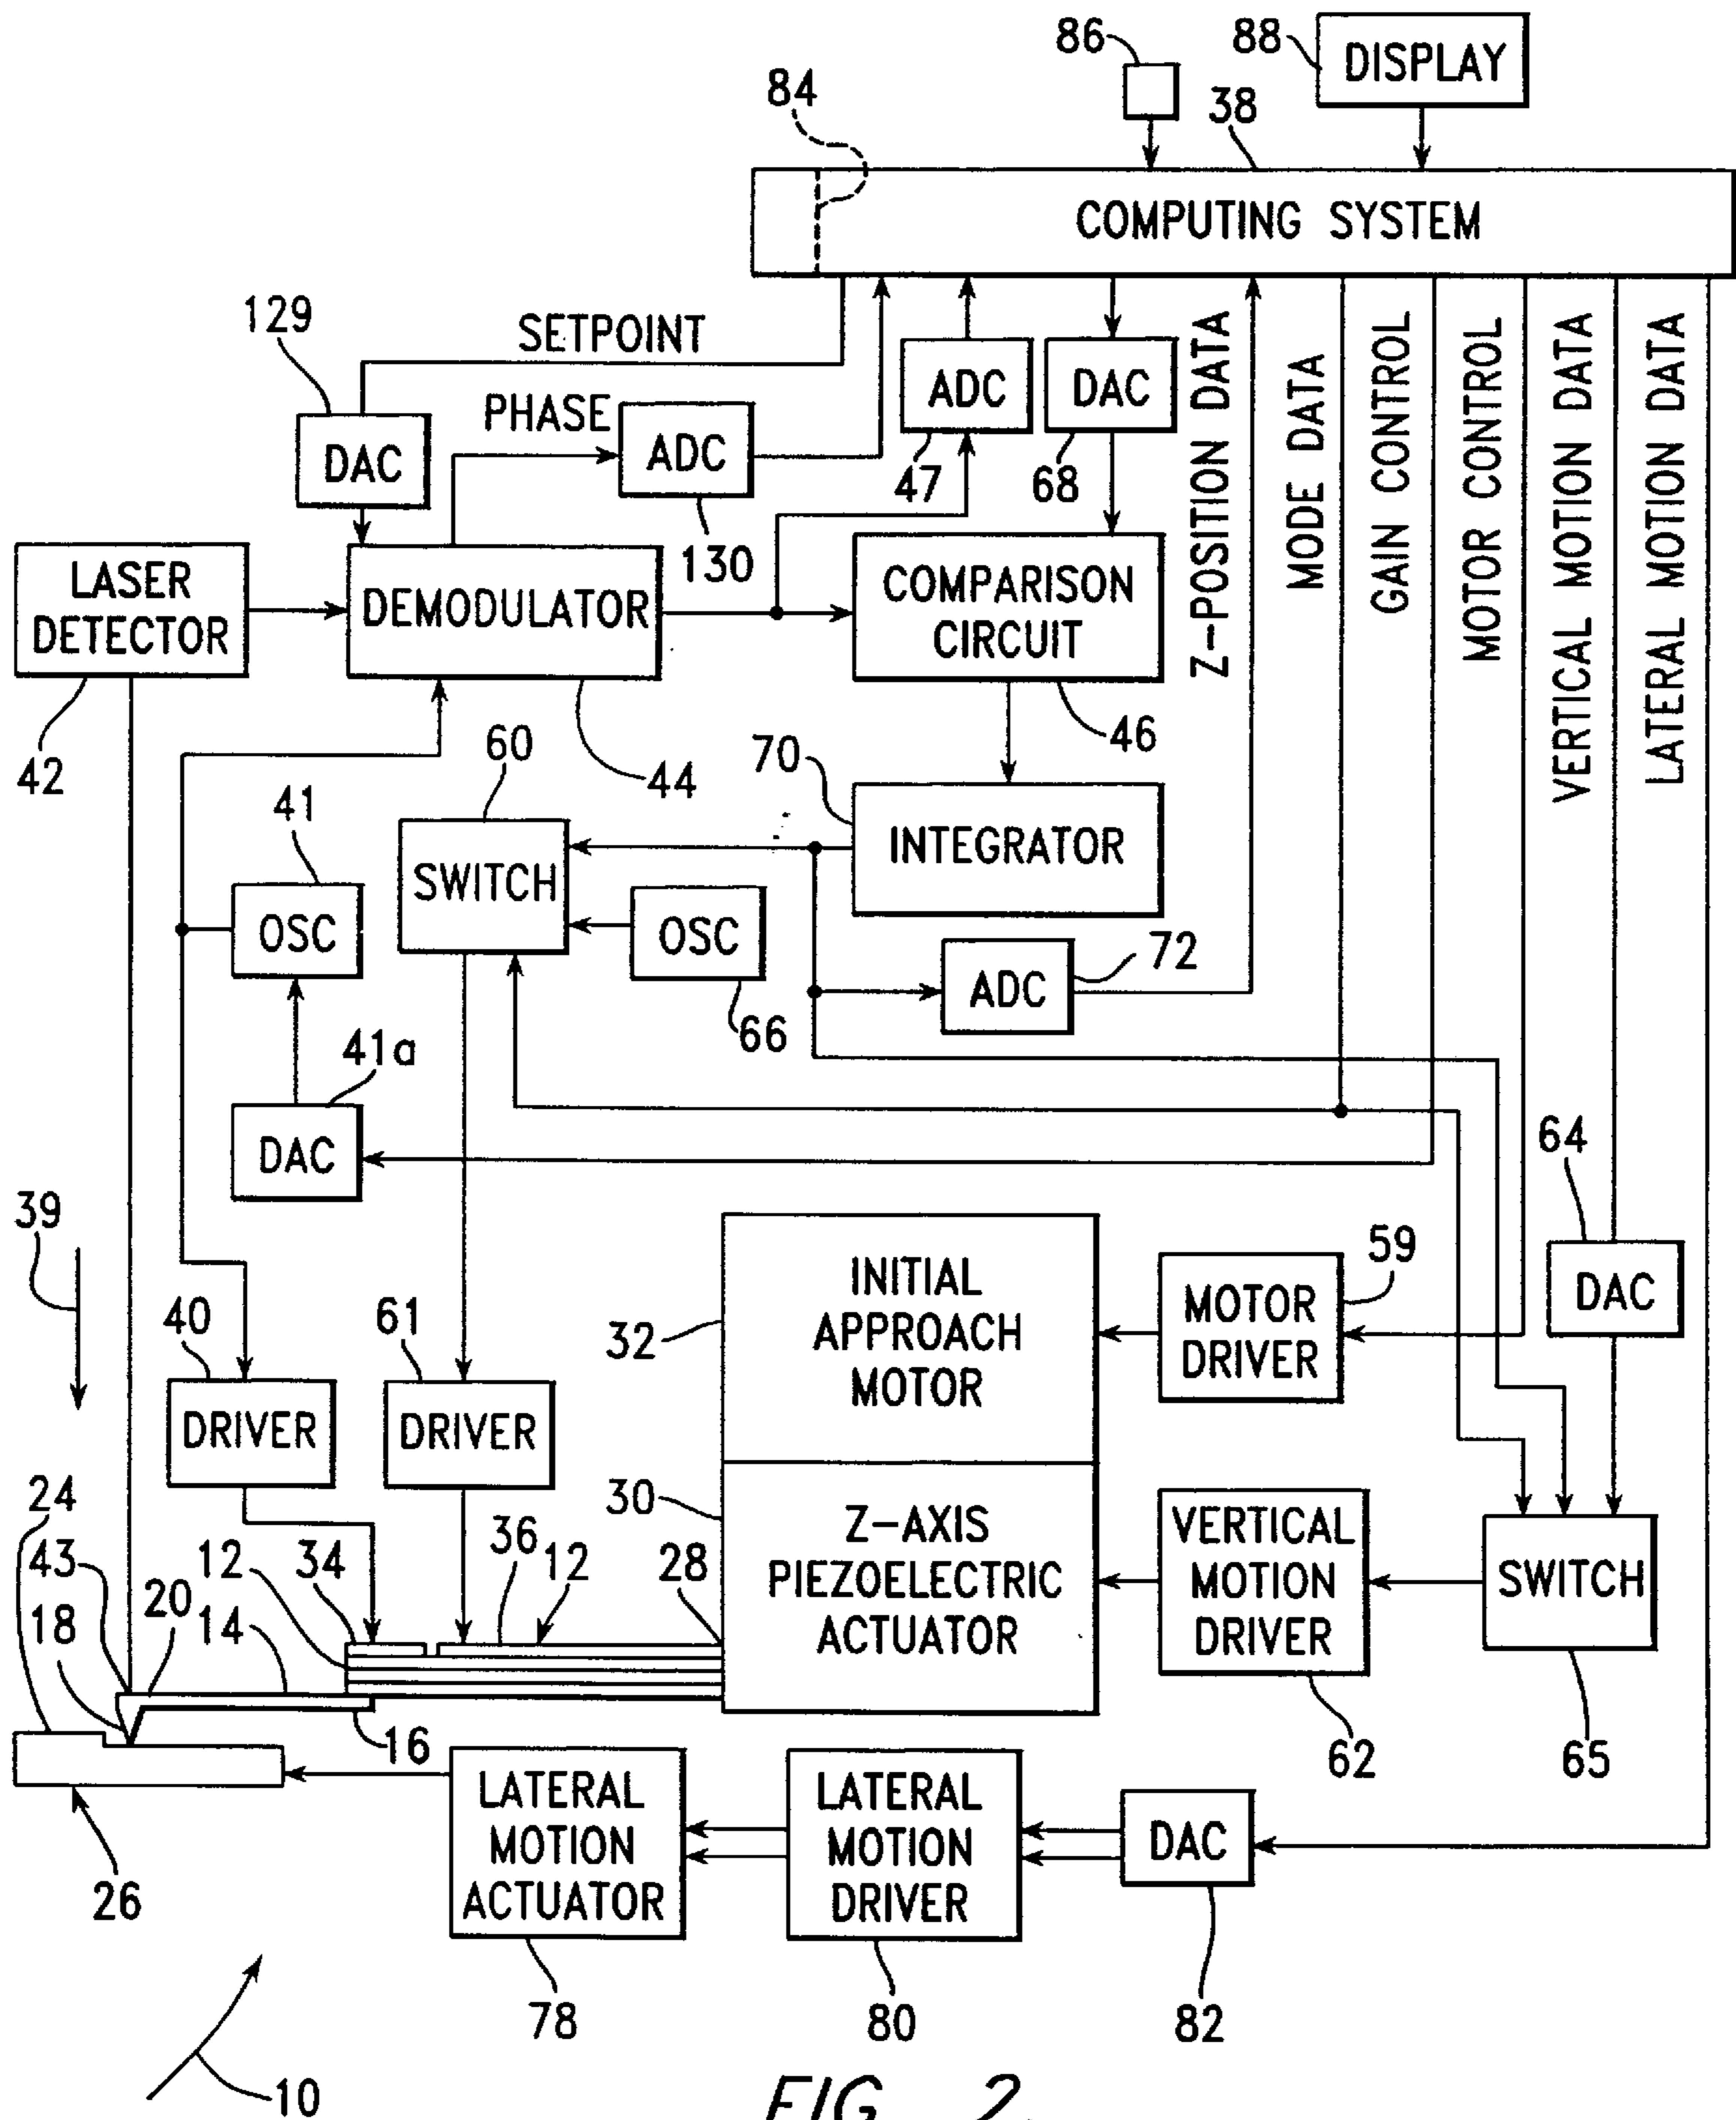 86
88
DISPLAY
84
38
COMPUTING SYSTEM
129
SETPOINT
DAC
PHASE
ADC
130
ADC
47
DAC
68
Z-POSITION DATA
MODE DATA
GAIN CONTROL
MOTOR CONTROL
VERTICAL MOTION DATA
LATERAL MOTION DATA
LASER
DETECTOR
42
DEMODULATOR
44
COMPARISON
CIRCUIT
46
60
70
INTEGRATOR
41
SWITCH
OSC
OSC
66
ADC
72
41a
DAC
64
DAC
39
INITIAL
APPROACH
MOTOR
32
59
MOTOR
DRIVER
40
DRIVER
61
DRIVER
24
43
18
20
14
12
34
36
12
28
30
Z-AXIS
PIEZOELECTRIC
ACTUATOR
VERTICAL
MOTION
DRIVER
62
SWITCH
65
16
26
LATERAL
MOTION
ACTUATOR
78
LATERAL
MOTION
DRIVER
80
DAC
82
10
FIG. 2